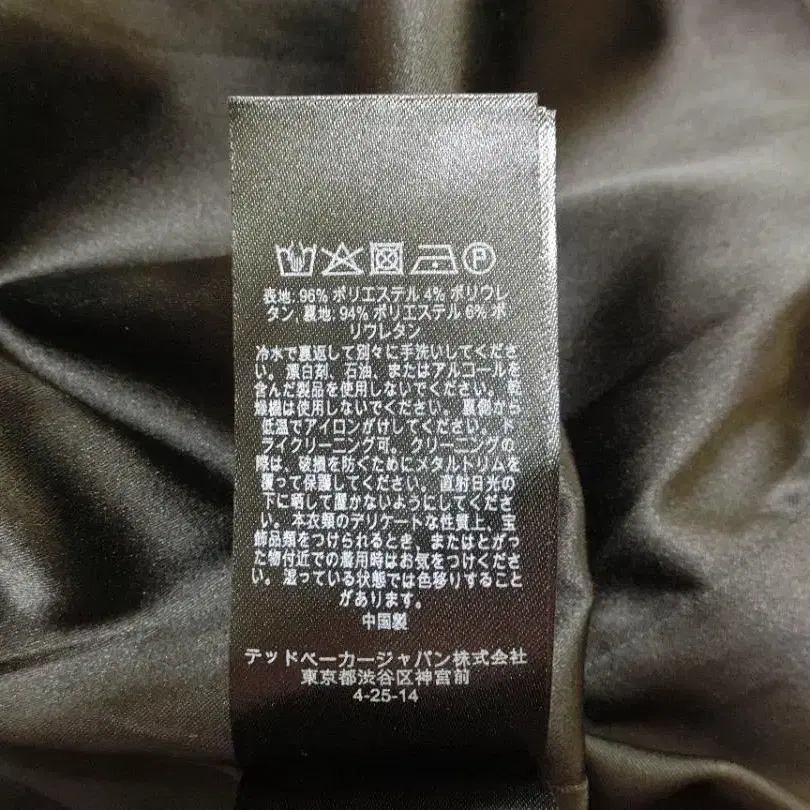 P
表地: 96% ポリエステル 4% ポリウレ
タン, 裏地: 94% ポリエステル 6% ポ
リウレタン
冷水で裏返して別々に手洗いしてくださ
い。 漂白剤、石油、またはアルコールを
含んだ製品を使用しないでください。 乾
燥機は使用しないでください。 裏側から
低温でアイロンがけしてください。 ド
ライクリーニング可。 クリーニングの
際は、破損を防ぐためにメタルトリムを
覆って保護してください。 直射日光の
下に晒して置かないようにしてくださ
い。 本衣類のデリケートな性質上、宝
飾品類をつけられるとき、またはとがっ
た物付近での着用時はお気をつけくださ
い。 湿っている状態では色移りすること
があります。
中国製
テッドベーカージャパン株式会社
東京都渋谷区神宮前
4-25-14